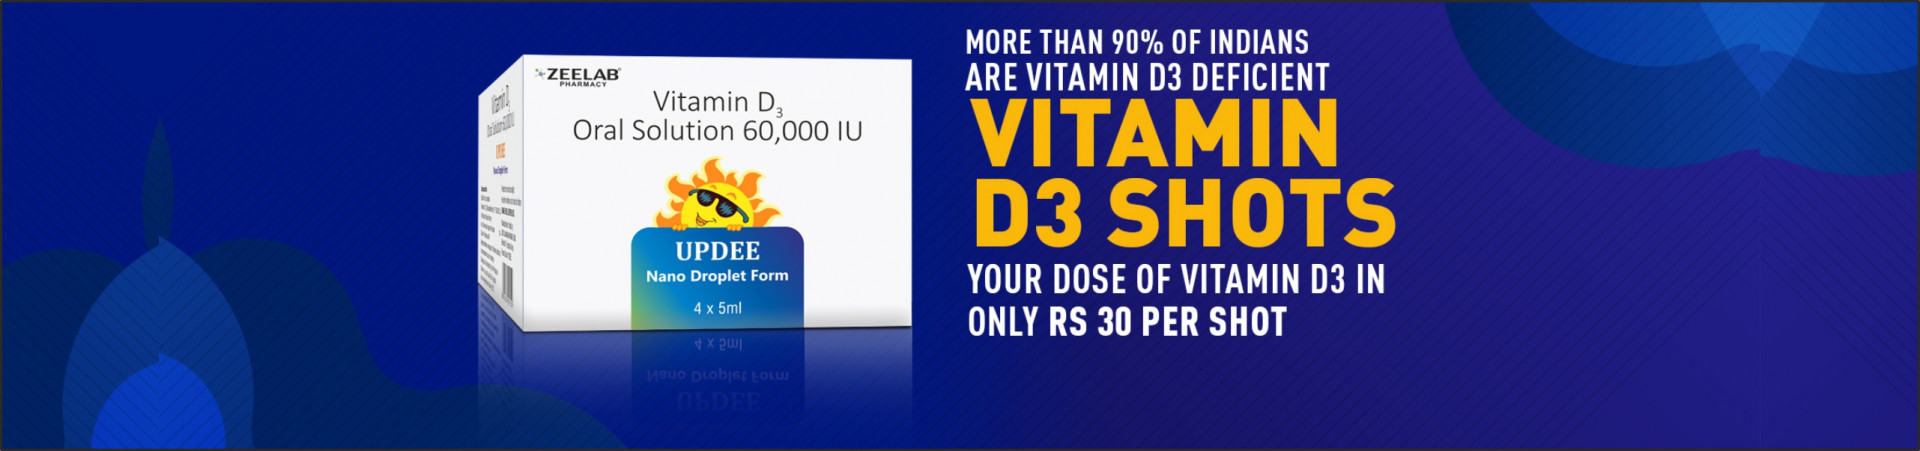 ZEELAB
PHARMACY
Vitamin D3
Oral Solution 60,000 IU
UPDEE
Nano Droplet Form
4 x 5ml
MORE THAN 90% OF INDIANS
ARE VITAMIN D3 DEFICIENT
VITAMIN
D3 SHOTS
YOUR DOSE OF VITAMIN D3 IN
ONLY RS 30 PER SHOT